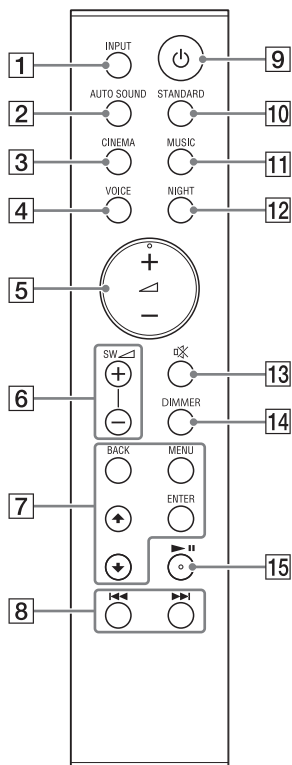 INPUT
1
9
AUTO SOUND STANDARD
2
10
CINEMA MUSIC
3
11
VOICE NIGHT
4
12
+
5
−
SW
+
6
−
13
DIMMER
14
BACK MENU
7
ENTER
15
8